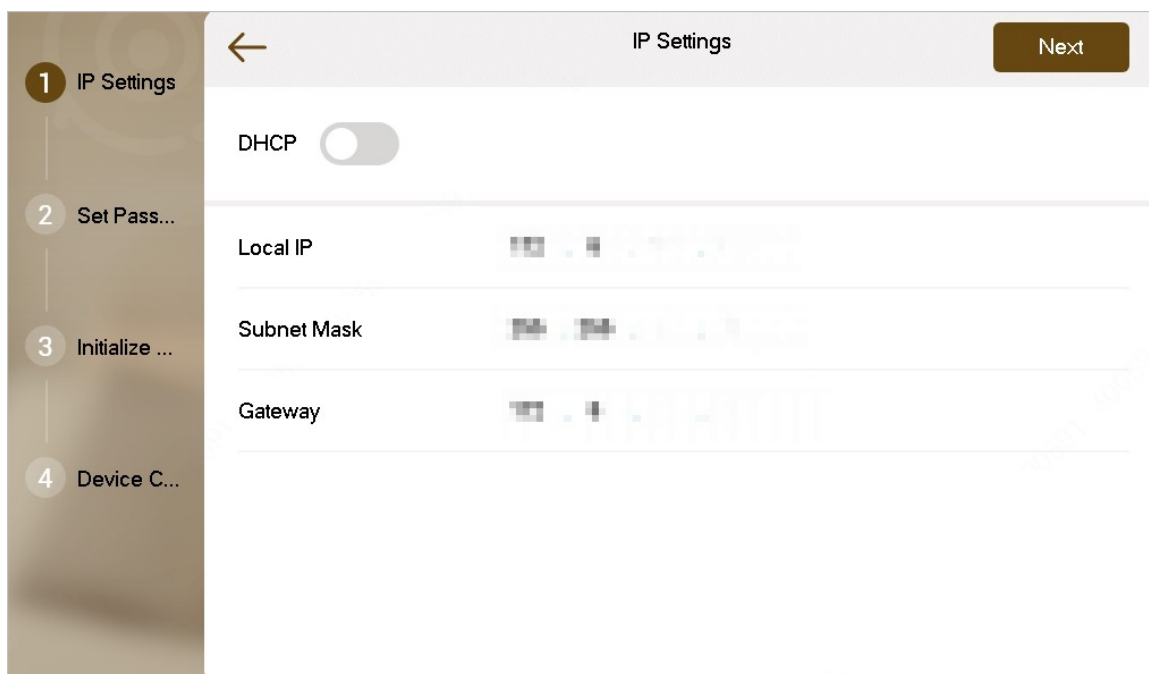 IP Settings
Next
1 IP Settings
DHCP
2 Set Pass...
Local IP
Subnet Mask
3 Initialize ...
Gateway
4 Device C...